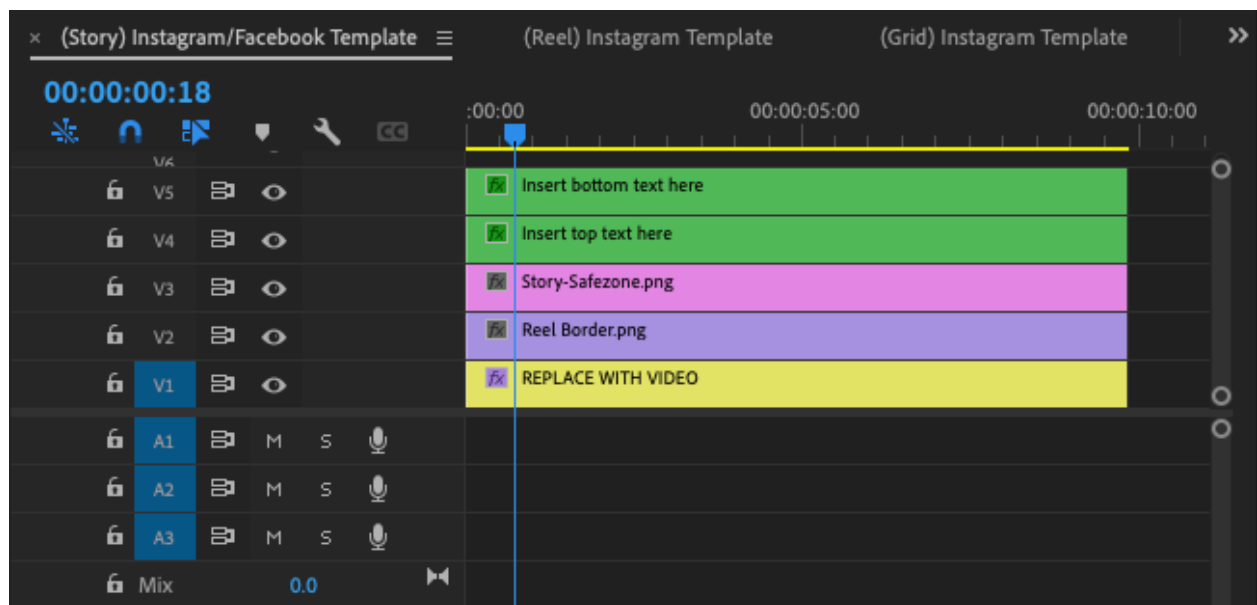 × (Story) Instagram/Facebook Template ≡ (Reel) Instagram Template (Grid) Instagram Template »
00:00:00:18
:00:00 00:00:05:00 00:00:10:00
CC
V6
V5 Insert bottom text here
V4 Insert top text here
V3 Story-Safezone.png
V2 Reel Border.png
V1 REPLACE WITH VIDEO
A1 M S
A2 M S
A3 M S
Mix 0.0